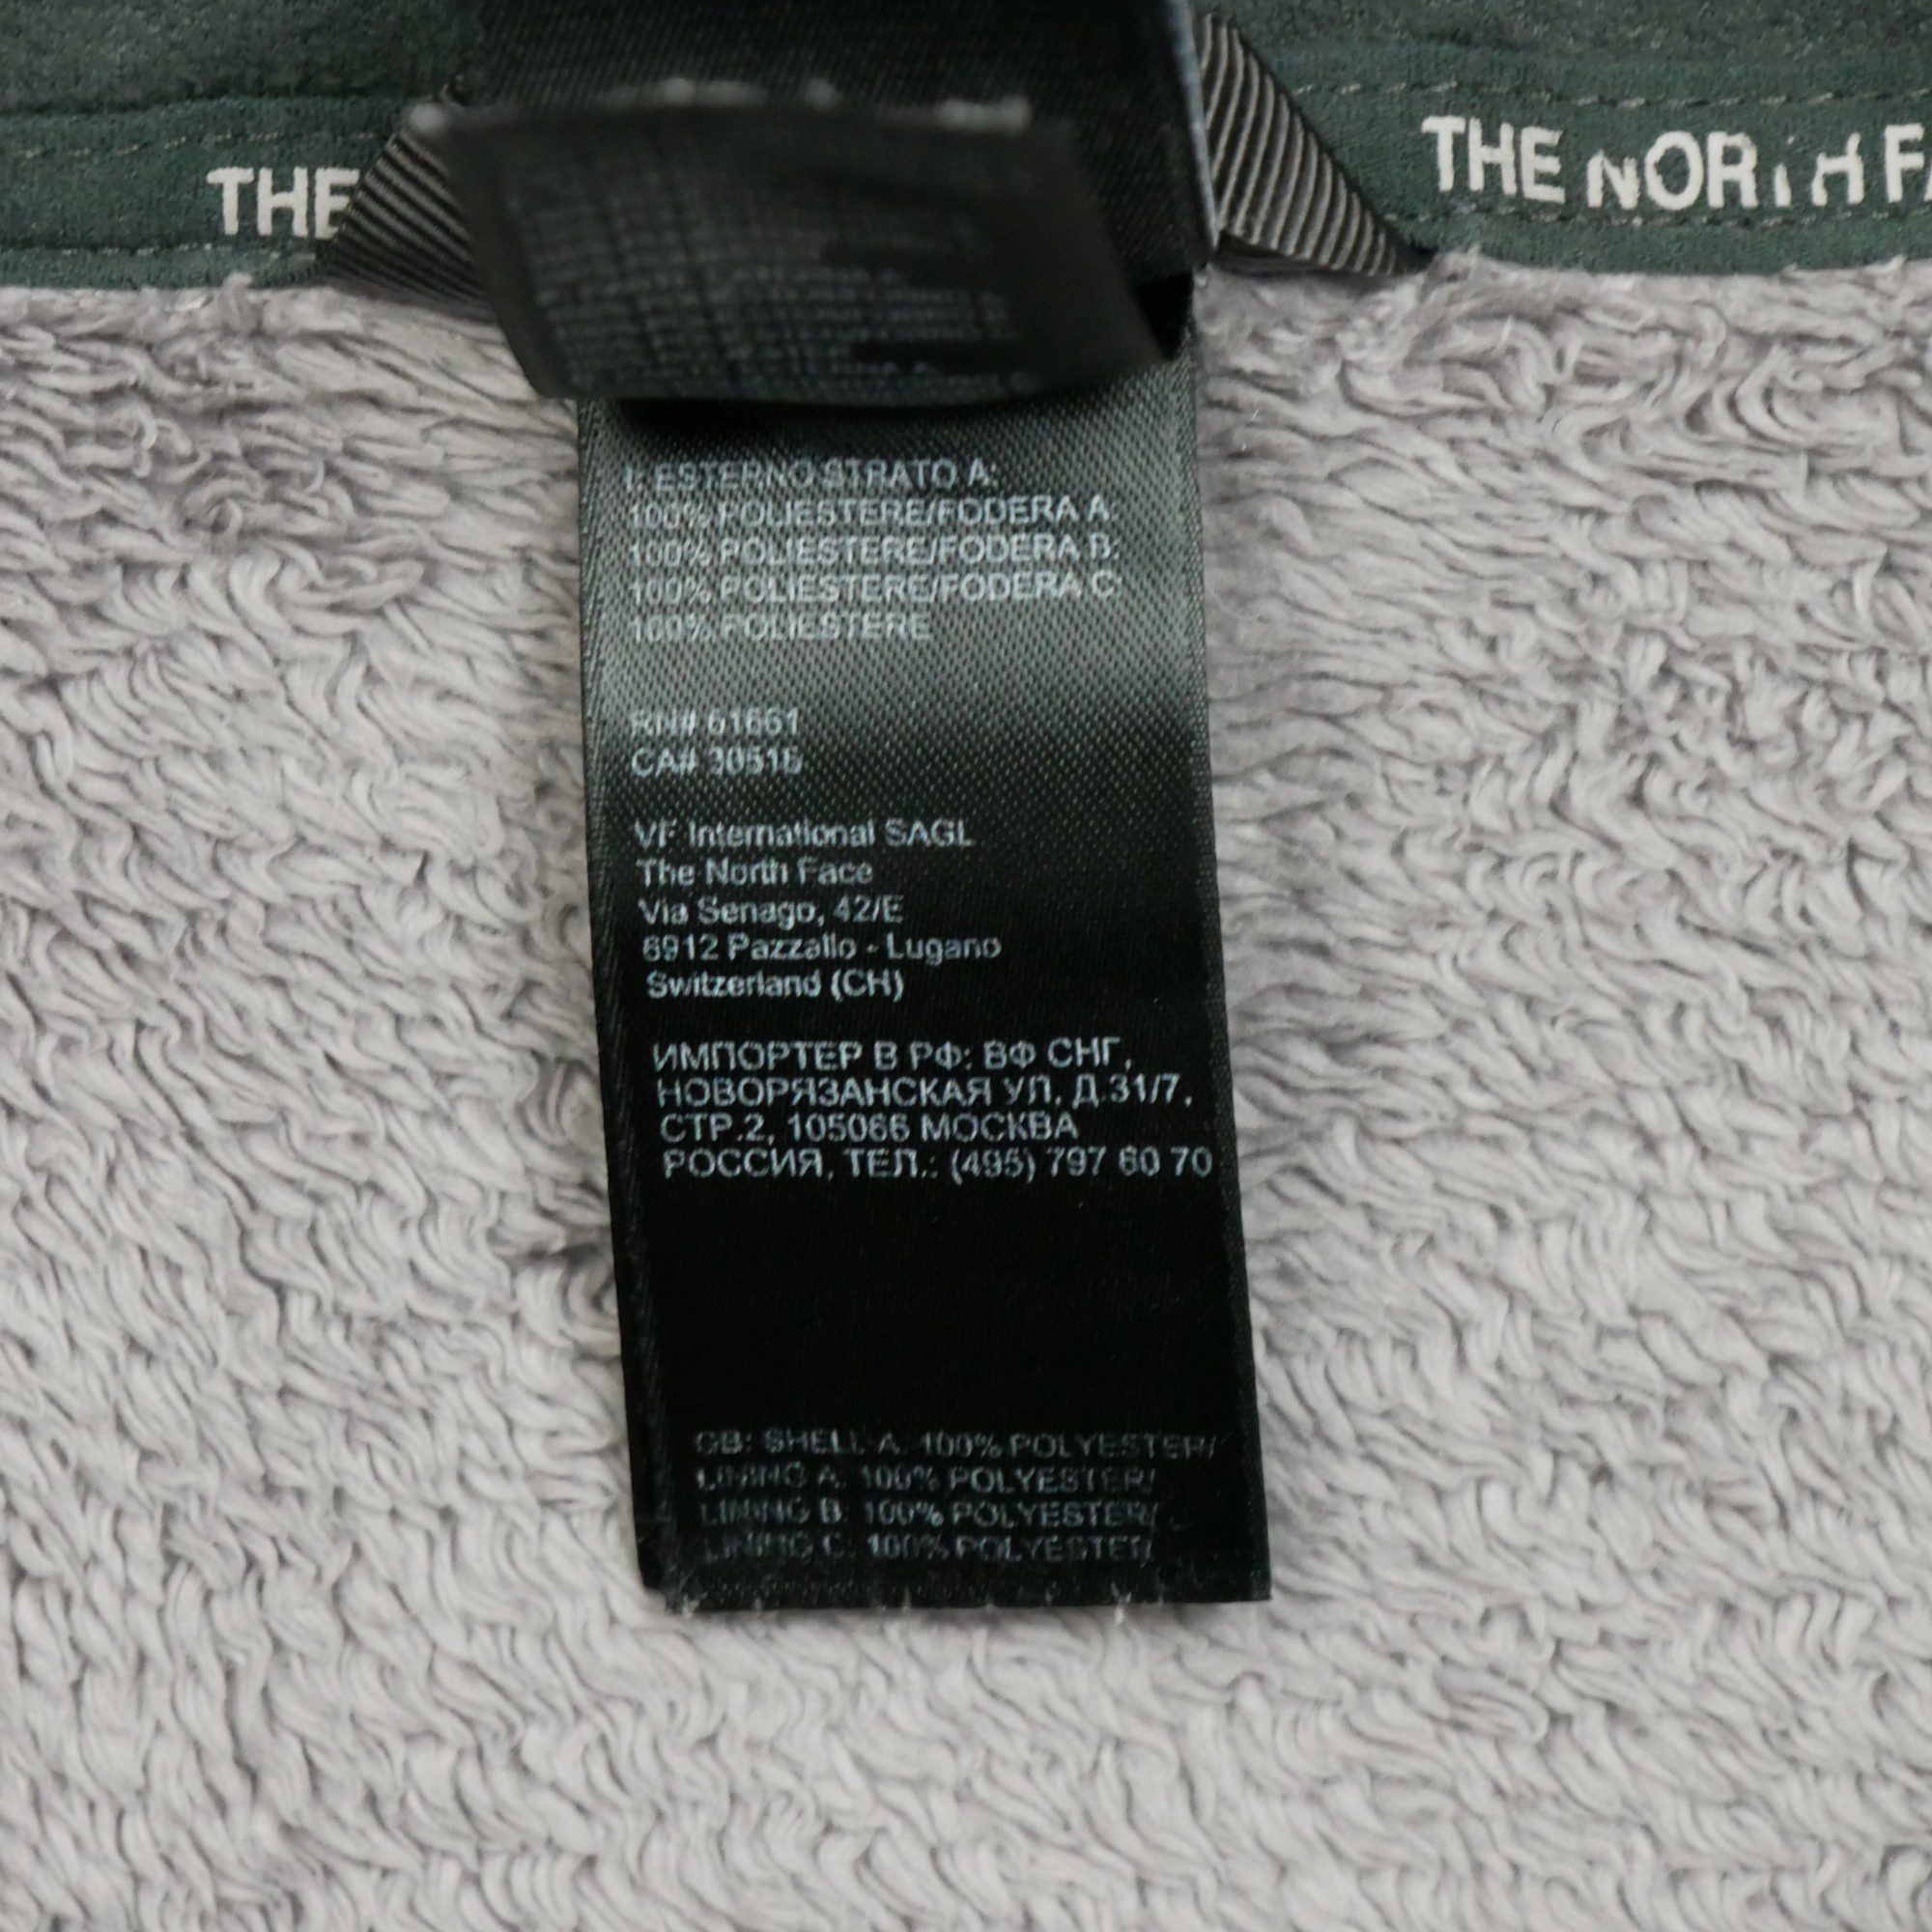 THE
THE NORTH FA
I: ESTERNO STRATO A:
100% POLIESTERE/FODERA A:
100% POLIESTERE/FODERA B:
100% POLIESTERE/FODERA C:
100% POLIESTERE
RN# 61661
CA# 30516
VF International SAGL
The North Face
Via Senago, 42/E
6912 Pazzallo - Lugano
Switzerland (CH)
ИМПОРТЕР В РФ: ВФ СНГ,
НОВОРЯЗАНСКАЯ УЛ, Д.31/7,
СТР.2, 105066 МОСКВА
РОССИЯ, ТЕЛ.: (495) 797 60 70
GB: SHELL A: 100% POLYESTER/
LINING A: 100% POLYESTER/
LINING B: 100% POLYESTER/
LINING C: 100% POLYESTER